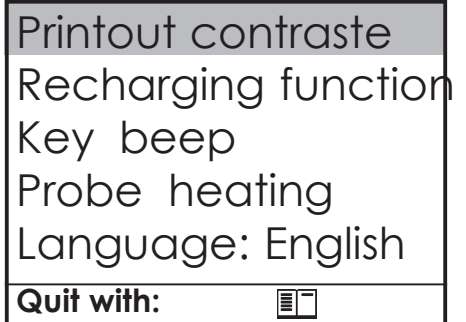 Printout contraste
Recharging function
Key beep
Probe heating
Language: English
Quit with: